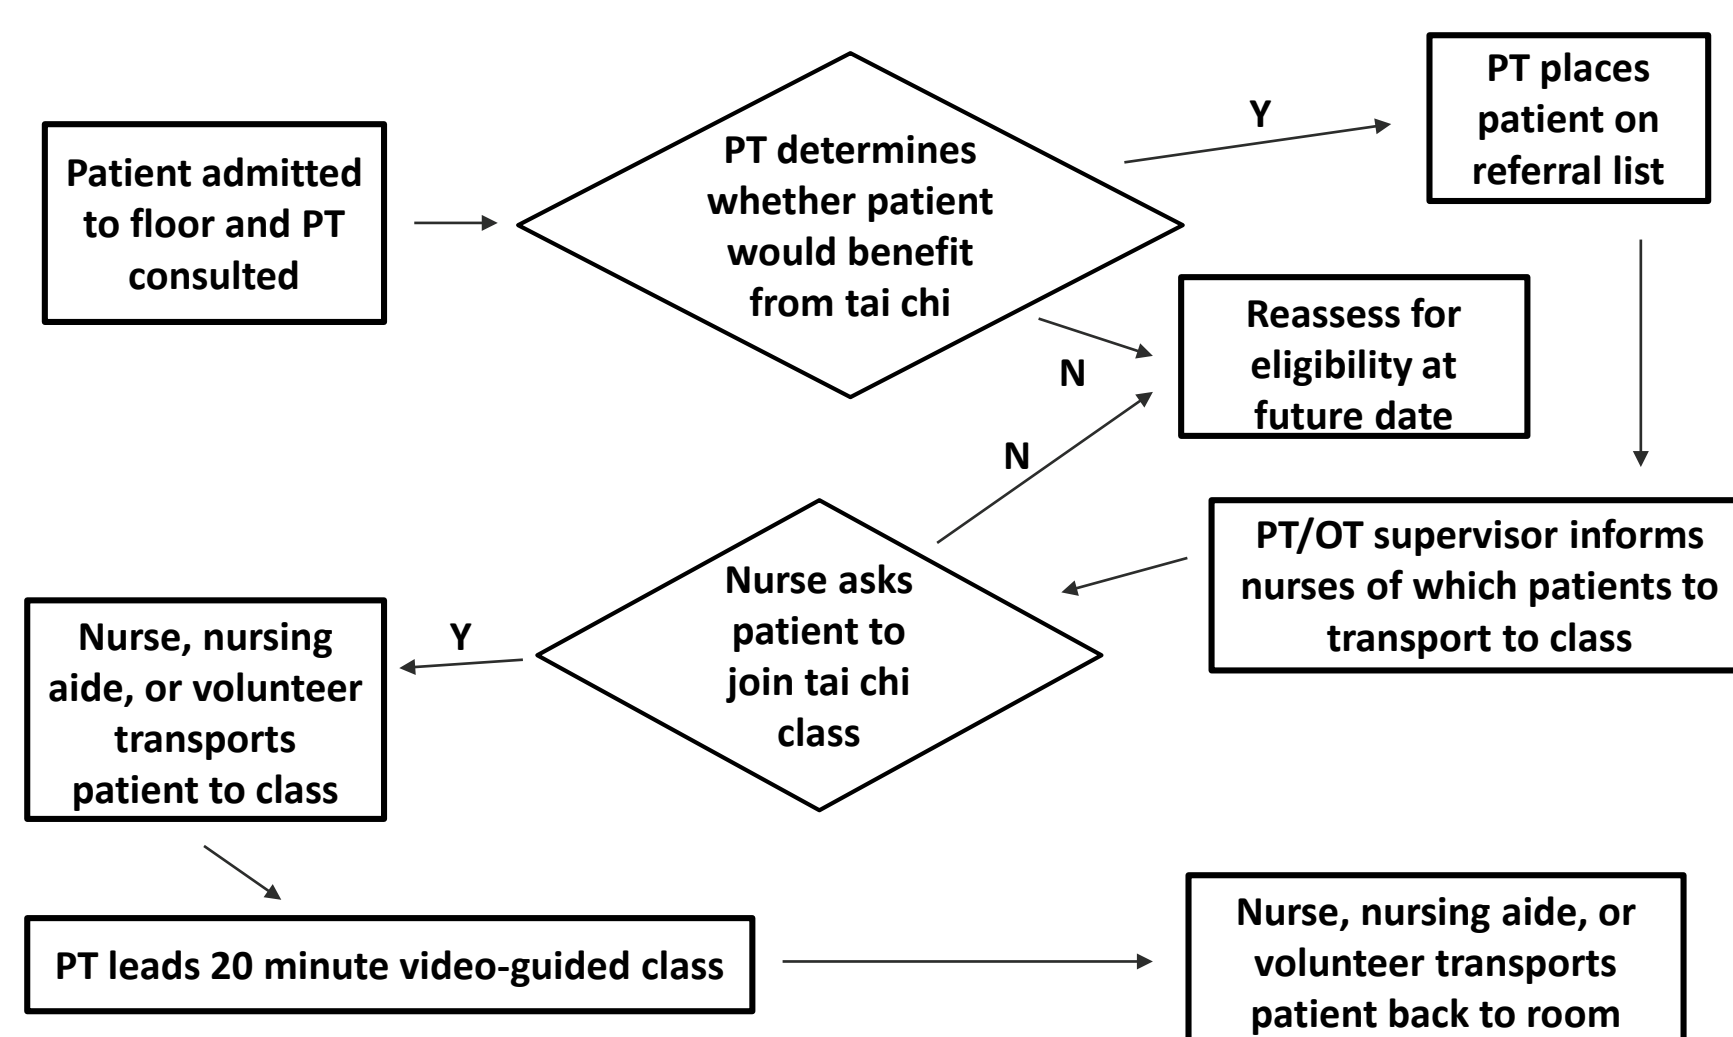 Patient admitted
to floor and PT
consulted
PT determines
whether patient
would benefit
from tai chi
Y
PT places
patient on
referral list
N
Reassess for
eligibility at
future date
N
PT/OT supervisor informs
nurses of which patients to
transport to class
Nurse asks
patient to
join tai chi
class
Y
Nurse, nursing
aide, or volunteer
transports
patient to class
PT leads 20 minute video-guided class
Nurse, nursing aide, or
volunteer transports
patient back to room